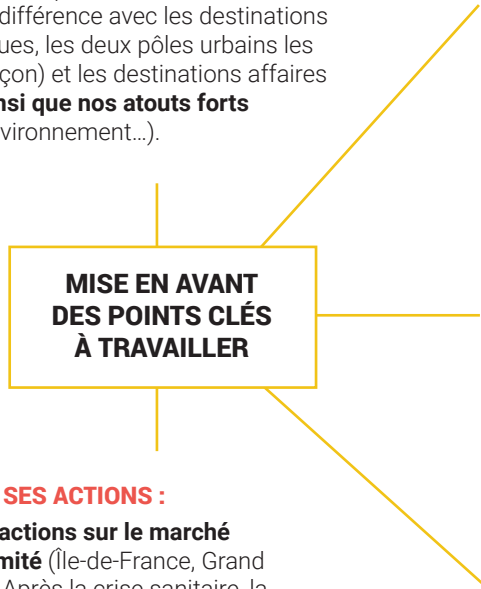 différence avec les destinations
ues, les deux pôles urbains les
çon) et les destinations affaires
nsi que nos atouts forts
vironnement…).
MISE EN AVANT
DES POINTS CLÉS
À TRAVAILLER
SES ACTIONS :
actions sur le marché
mité (Île-de-France, Grand
Après la crise sanitaire, la